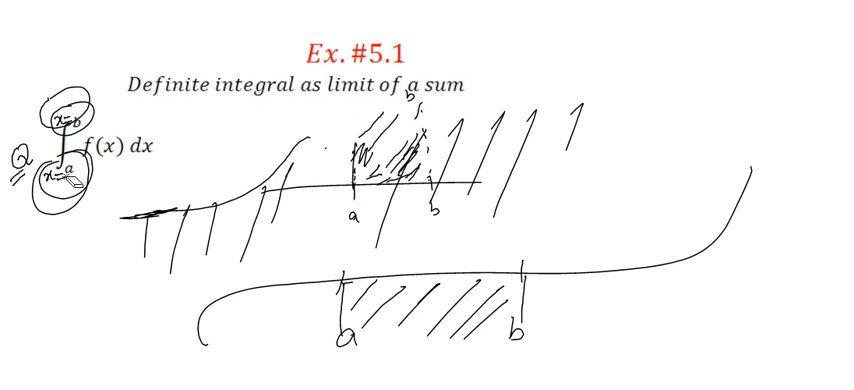 Ex. #5.1
Definite integral as limit of a sum
b
x=b
∫ f(x) dx
Q
x=a
a
b
a
b